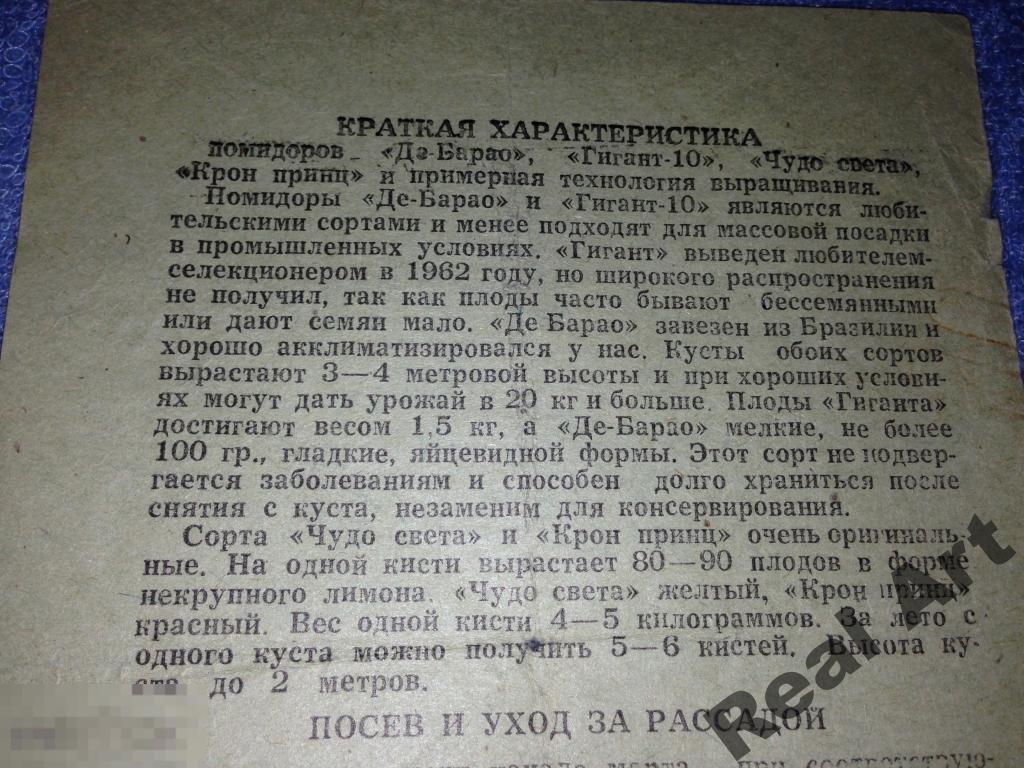 КРАТКАЯ ХАРАКТЕРИСТИКА
помидоров «Де-Барао», «Гигант-10», «Чудо света»,
«Крон принц» и примерная технология выращивания.
Помидоры «Де-Барао» и «Гигант-10» являются люби-
тельскими сортами и менее подходят для массовой посадки
в промышленных условиях. «Гигант» выведен любителем-
селекционером в 1962 году, но широкого распространения
не получил, так как плоды часто бывают бессемянными
или дают семян мало. «Де Барао» завезен из Бразилии и
хорошо акклиматизировался у нас. Кусты обоих сортов
вырастают 3—4 метровой высоты и при хороших услови-
ях могут дать урожай в 20 кг и больше. Плоды «Гиганта»
достигают весом 1,5 кг, а «Де-Барао» мелкие, не более
100 гр., гладкие, яйцевидной формы. Этот сорт не подвер-
гается заболеваниям и способен долго храниться после
снятия с куста, незаменим для консервирования.
Сорта «Чудо света» и «Крон принц» очень оригиналь-
ные. На одной кисти вырастает 80—90 плодов в форме
некрупного лимона. «Чудо света» желтый, «Крон принц»
красный. Вес одной кисти 4—5 килограммов. За лето с
одного куста можно получить 5—6 кистей. Высота ку-
ста до 2 метров.
ПОСЕВ И УХОД ЗА РАССАДОЙ
начале марта при соответствую-
Real Art